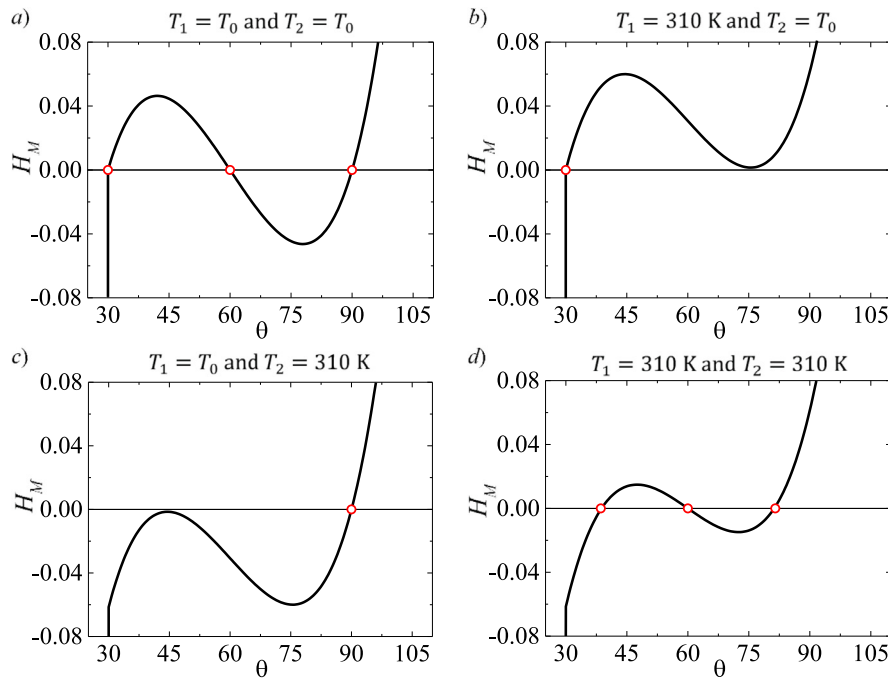 a)
T₁ = T₀ and T₂ = T₀
0.08
0.04
0.00
-0.04
-0.08
H_M
30 45 60 75 90 105
θ
b)
T₁ = 310 K and T₂ = T₀
0.08
0.04
0.00
-0.04
-0.08
H_M
30 45 60 75 90 105
θ
c)
T₁ = T₀ and T₂ = 310 K
0.08
0.04
0.00
-0.04
-0.08
H_M
30 45 60 75 90 105
θ
d)
T₁ = 310 K and T₂ = 310 K
0.08
0.04
0.00
-0.04
-0.08
H_M
30 45 60 75 90 105
θ